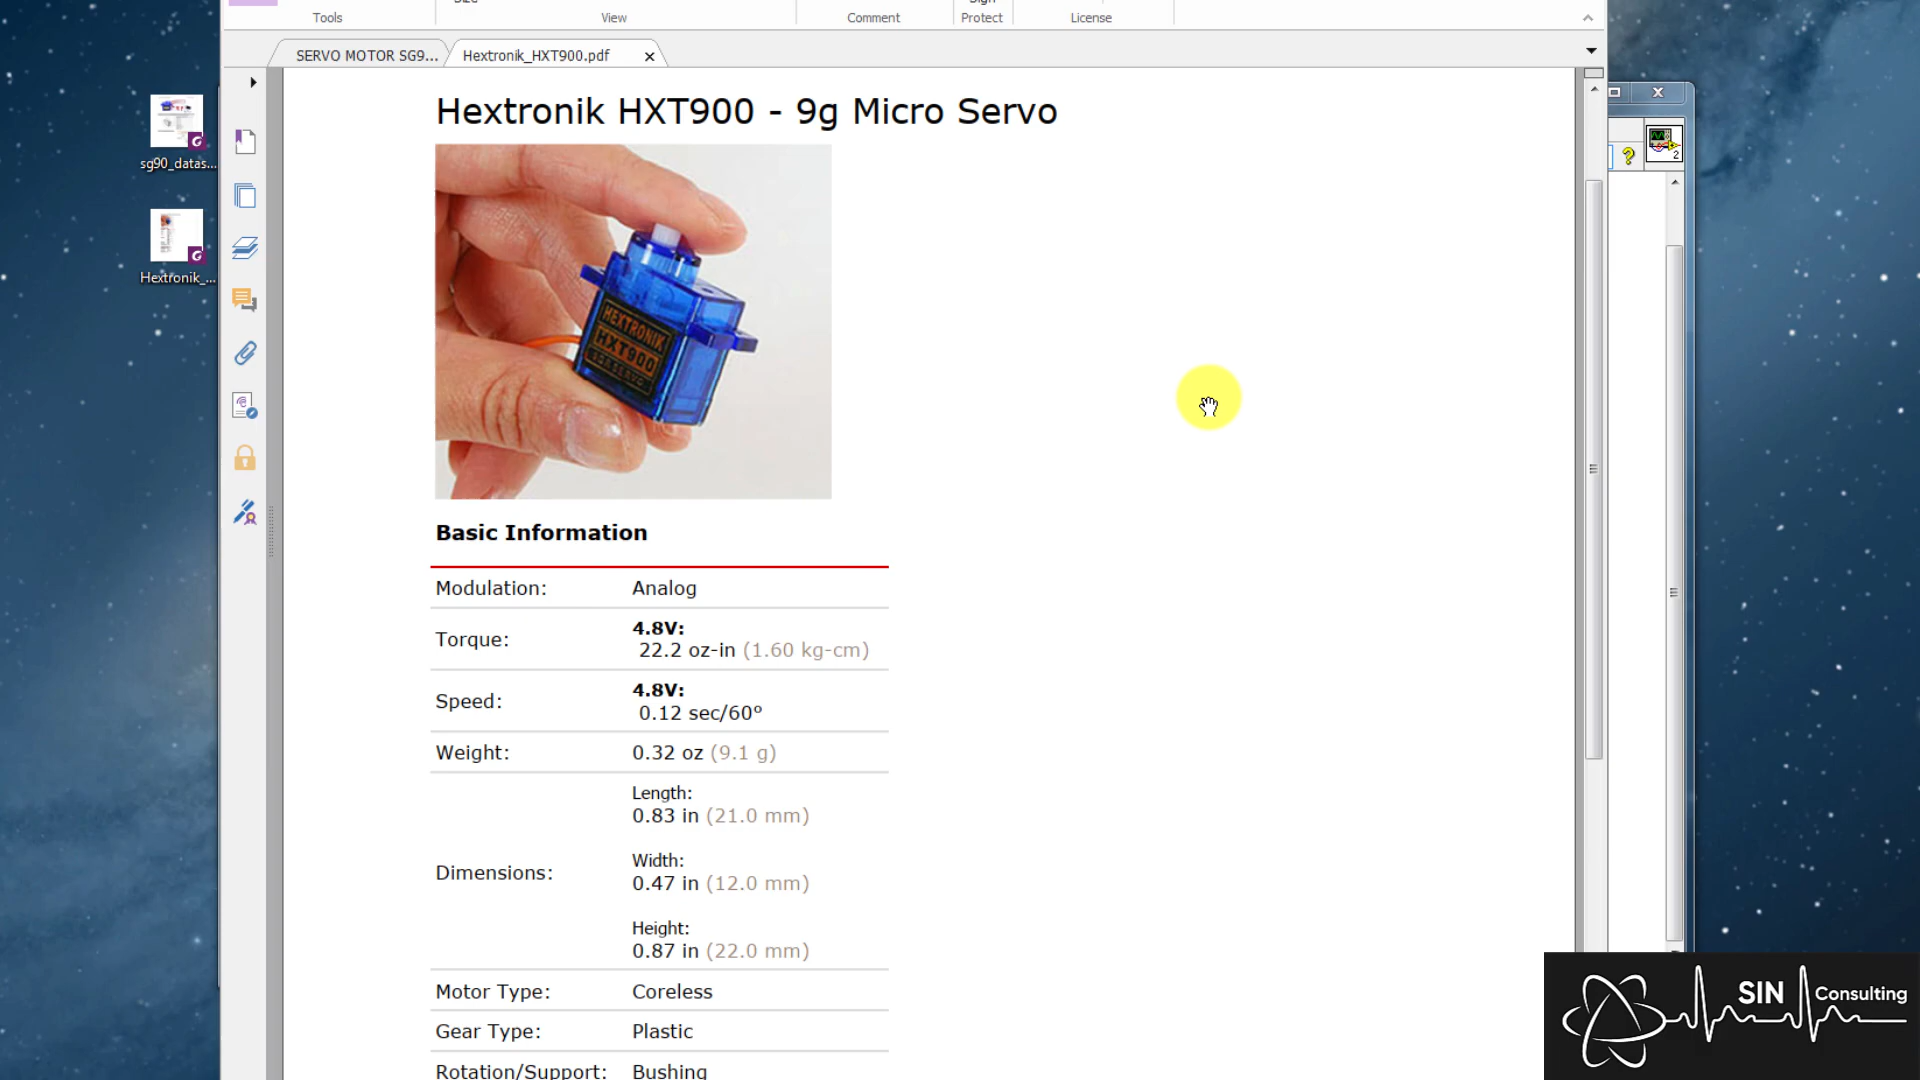 Tools
View
Comment
Protect
License
SERVO MOTOR SG9...
Hextronik_HXT900.pdf
sg90_datas...
Hextronik_...
2
Hextronik HXT900 - 9g Micro Servo
HEXTRONIK
HXT900
Basic Information
Modulation: Analog
Torque: 4.8V:
22.2 oz-in (1.60 kg-cm)
Speed: 4.8V:
0.12 sec/60°
Weight: 0.32 oz (9.1 g)
Dimensions: Length:
0.83 in (21.0 mm)
Width:
0.47 in (12.0 mm)
Height:
0.87 in (22.0 mm)
Motor Type: Coreless
Gear Type: Plastic
Rotation/Support: Bushing
SIN Consulting